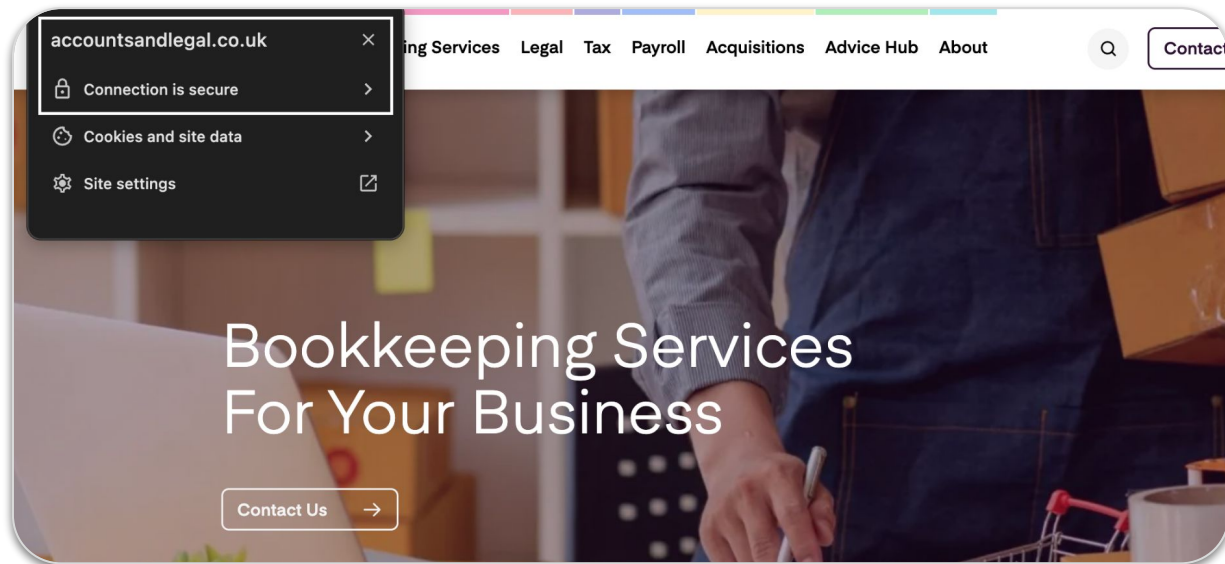 accountsandlegal.co.uk
Connection is secure
Cookies and site data
Site settings
Services Legal Tax Payroll Acquisitions Advice Hub About
Contact
Bookkeeping Services
For Your Business
Contact Us